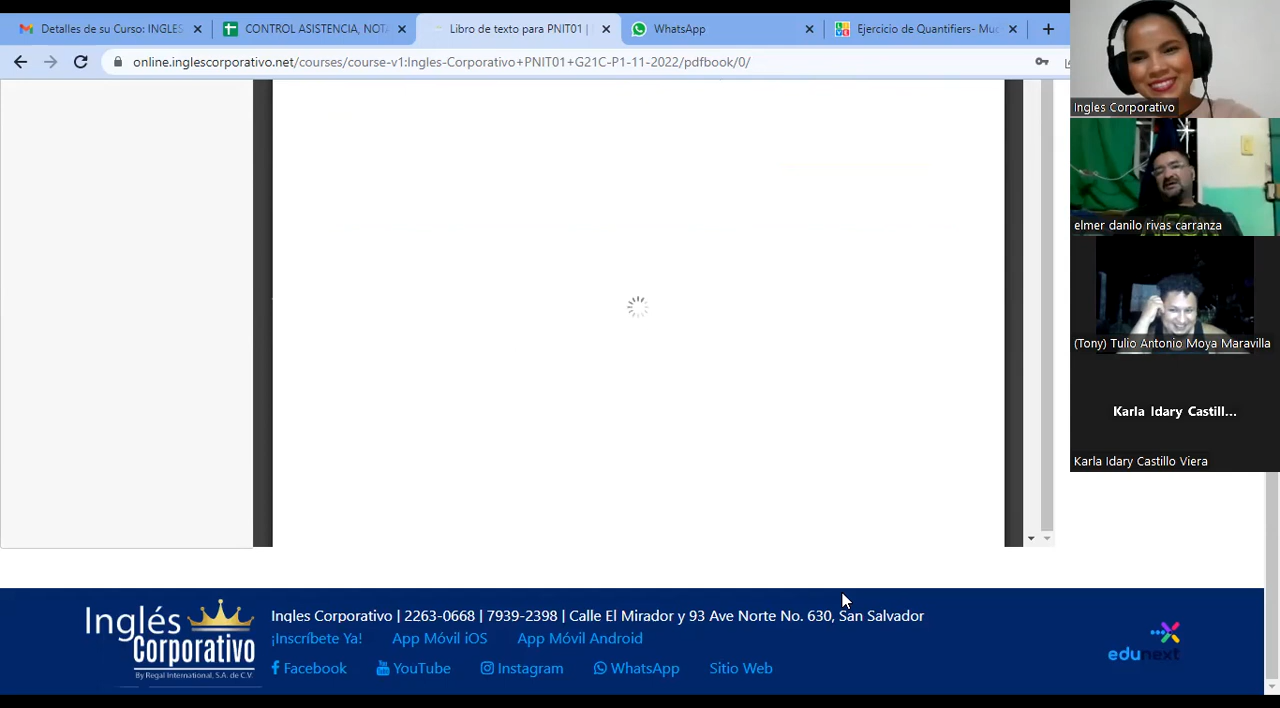 Detalles de su Curso: INGLES
CONTROL ASISTENCIA, NOTA
Libro de texto para PNIT01 |
WhatsApp
Ejercicio de Quantifiers- Muc
online.inglescorporativo.net/courses/course-v1:Ingles-Corporativo+PNIT01+G21C-P1-11-2022/pdfbook/0/
Ingles Corporativo
elmer danilo rivas carranza
NEON
(Tony) Tulio Antonio Moya Maravilla
Karla Idary Castill...
Karla Idary Castillo Viera
Inglés
Corporativo
By Regal International, S.A. de C.V.
Ingles Corporativo | 2263-0668 | 7939-2398 | Calle El Mirador y 93 Ave Norte No. 630, San Salvador
¡Inscríbete Ya! App Móvil iOS App Móvil Android
Facebook YouTube Instagram WhatsApp Sitio Web
edunext